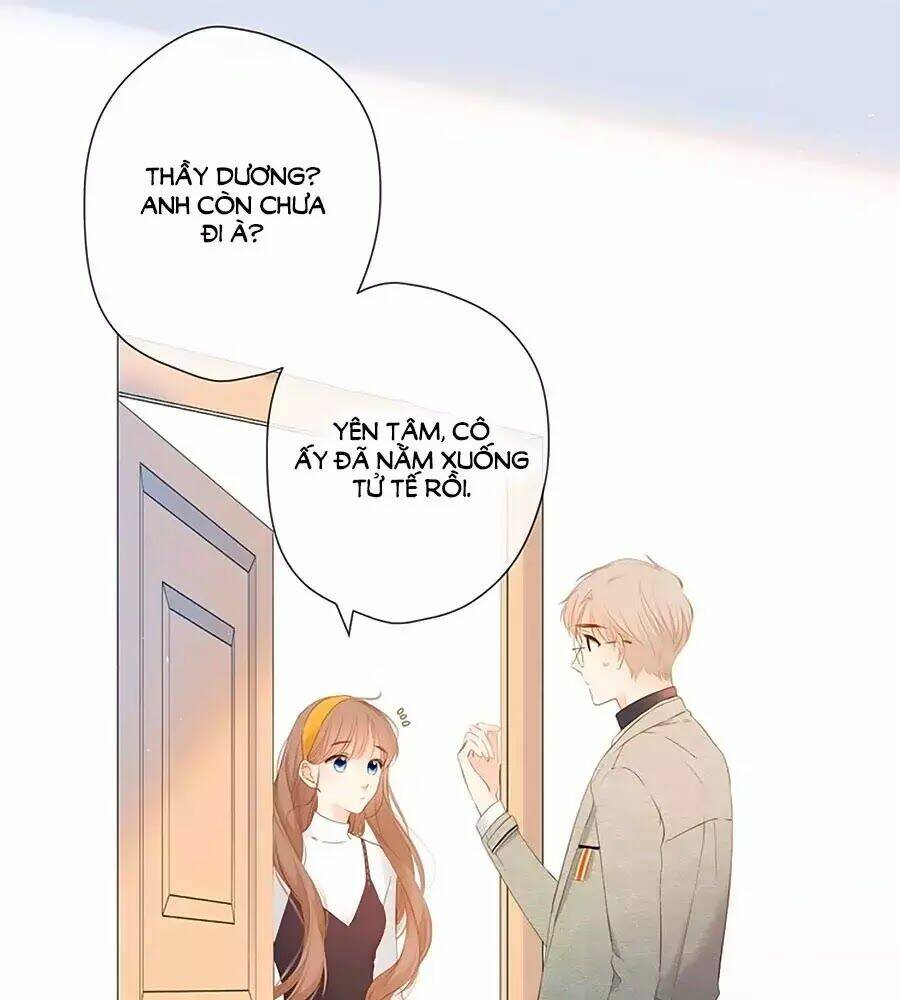 THẦY DƯƠNG?
ANH CÒN CHƯA
ĐI À?
YÊN TÂM, CÔ
ẤY ĐÃ NẰM XUỐNG
TỬ TẾ RỒI.